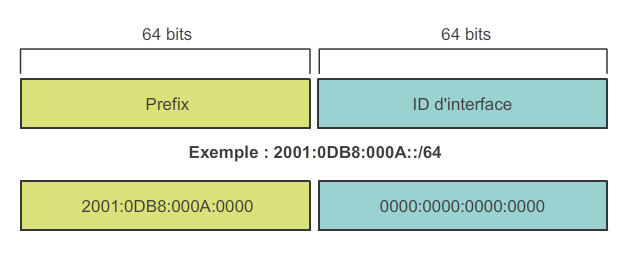 64 bits
64 bits
Prefix
ID d'interface
Exemple : 2001:0DB8:000A::/64
2001:0DB8:000A:0000
0000:0000:0000:0000